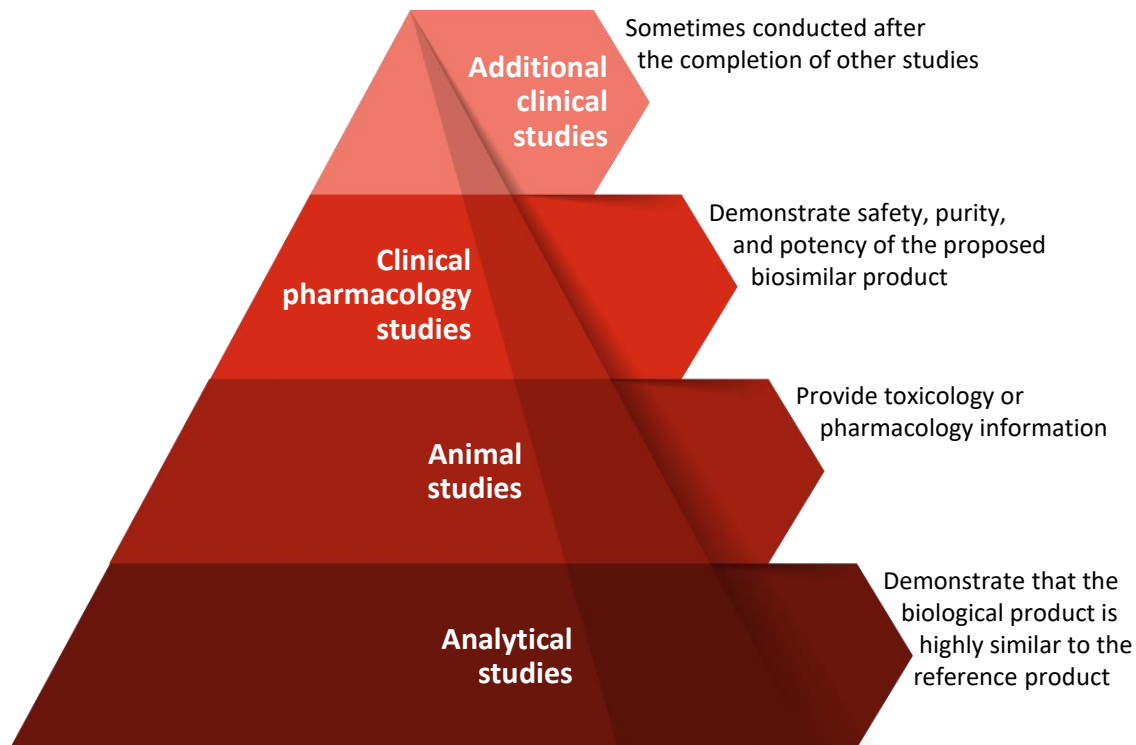 Additional
clinical
studies
Sometimes conducted after
the completion of other studies
Clinical
pharmacology
studies
Demonstrate safety, purity,
and potency of the proposed
biosimilar product
Animal
studies
Provide toxicology or
pharmacology information
Analytical
studies
Demonstrate that the
biological product is
highly similar to the
reference product